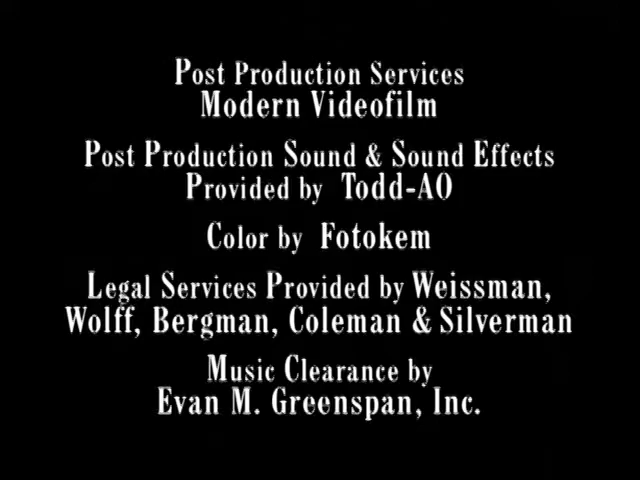 Post Production Services
Modern Videofilm
Post Production Sound & Sound Effects
Provided by Todd-AO
Color by Fotokem
Legal Services Provided by Weissman,
Wolff, Bergman, Coleman & Silverman
Music Clearance by
Evan M. Greenspan, Inc.